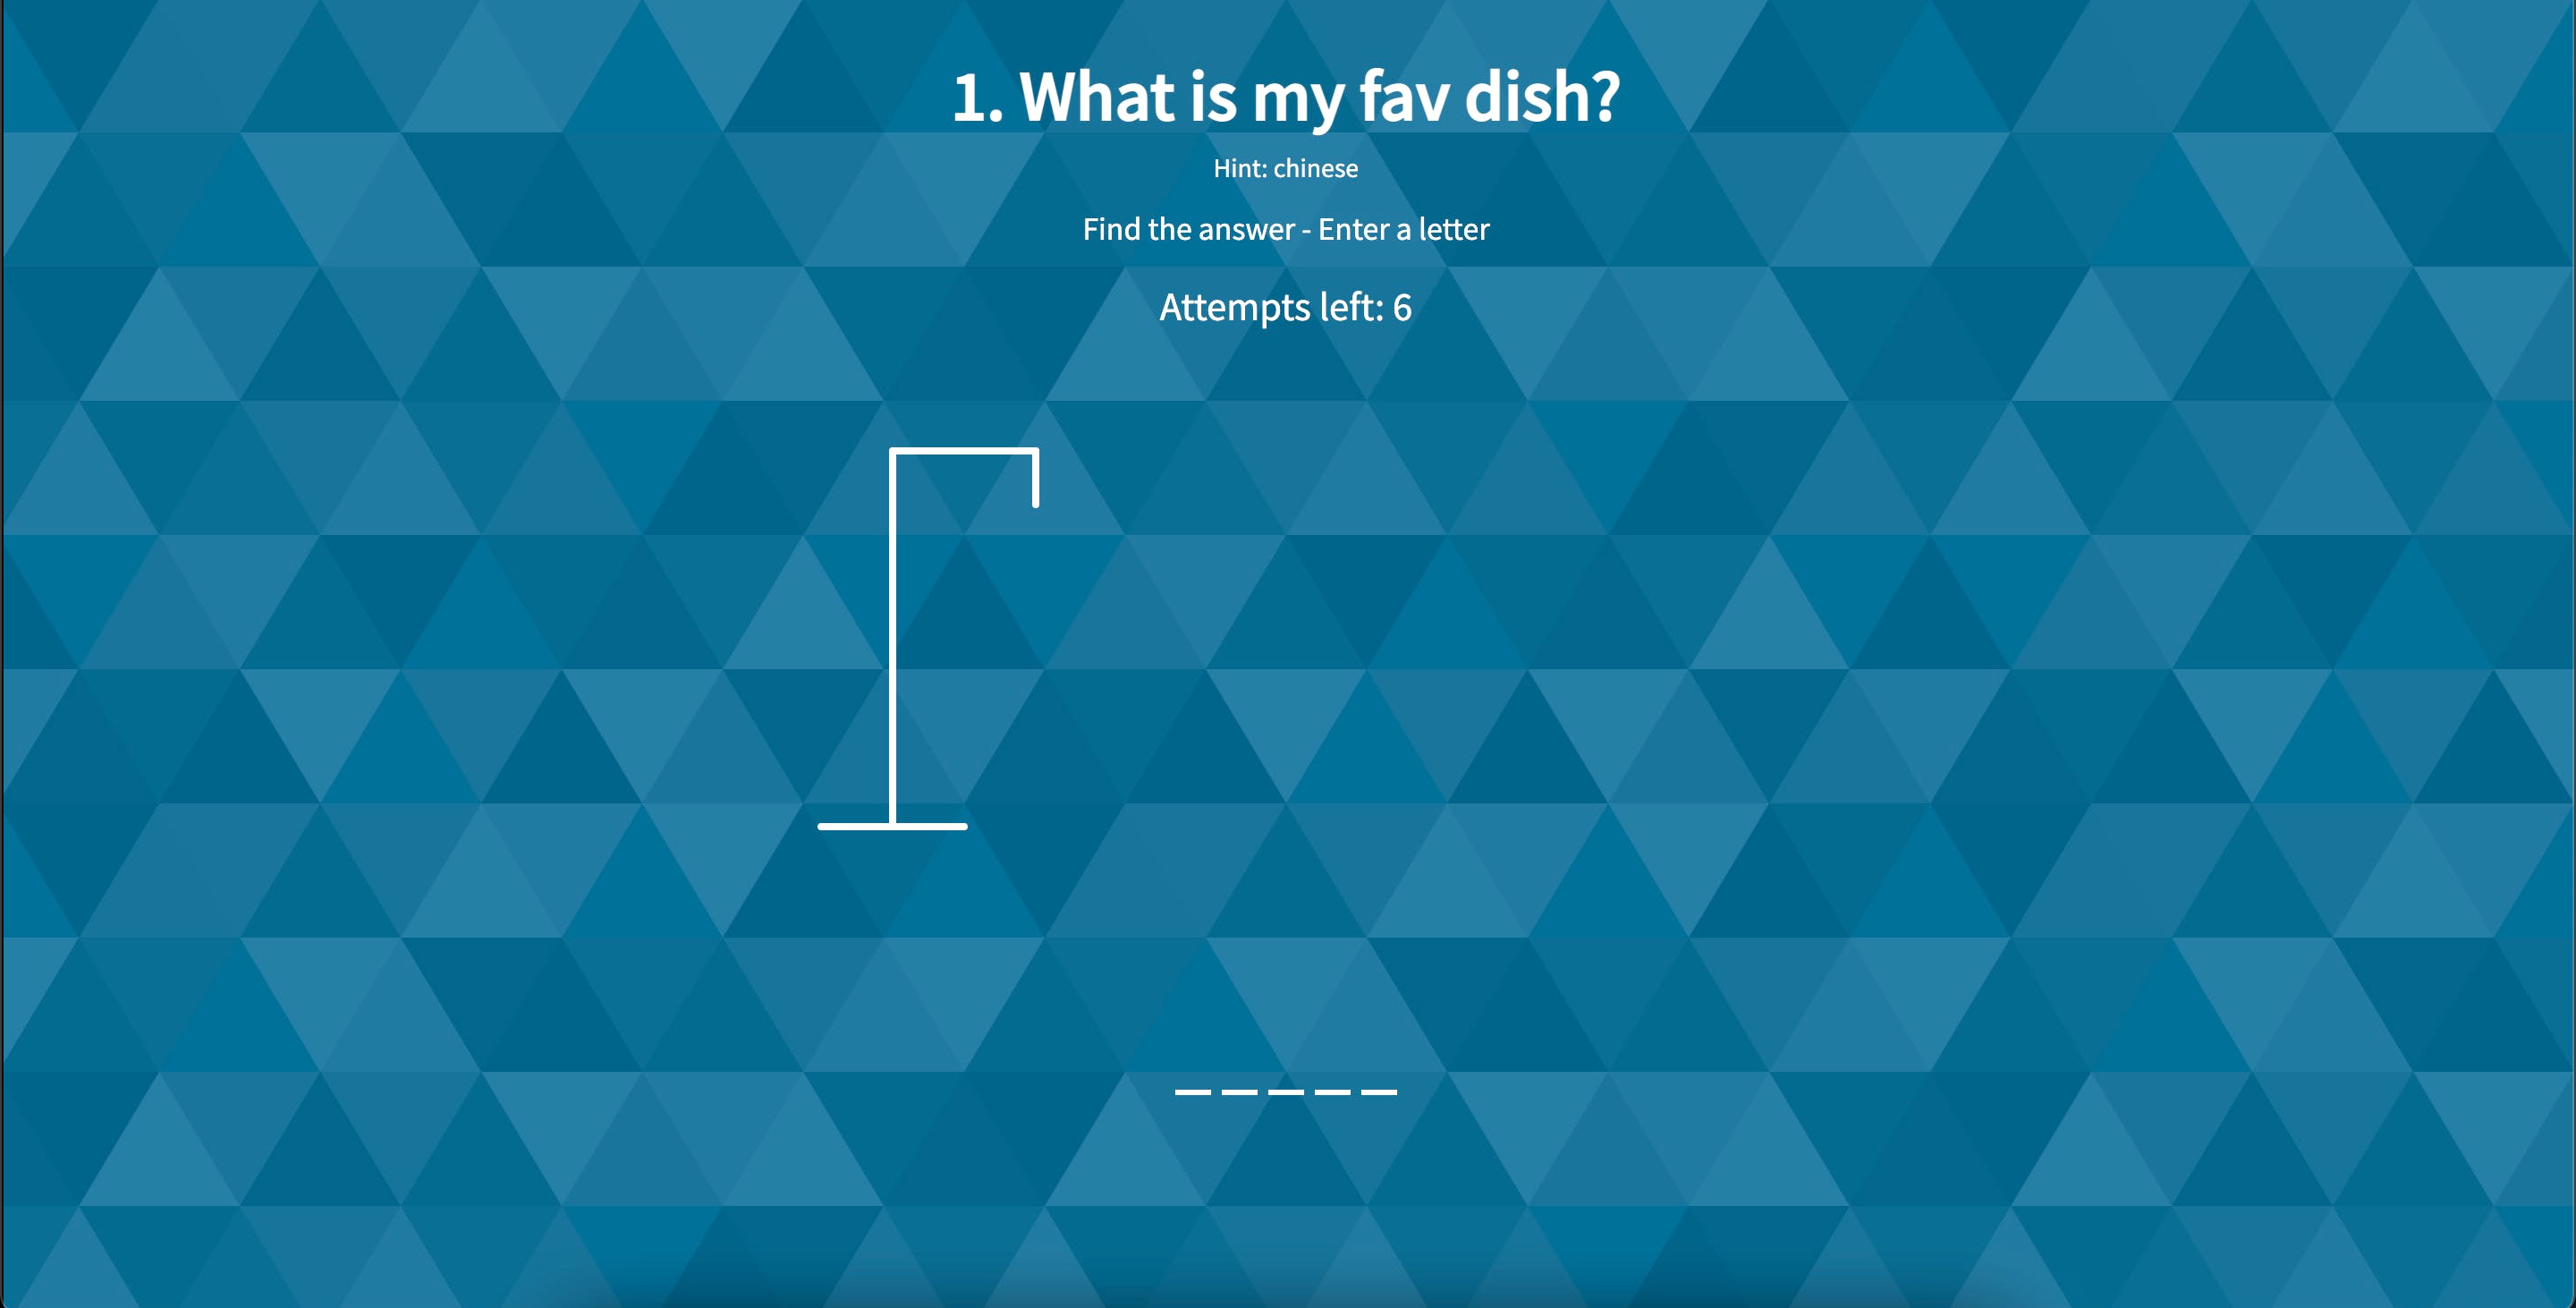 1. What is my fav dish?
Hint: chinese
Find the answer - Enter a letter
Attempts left: 6